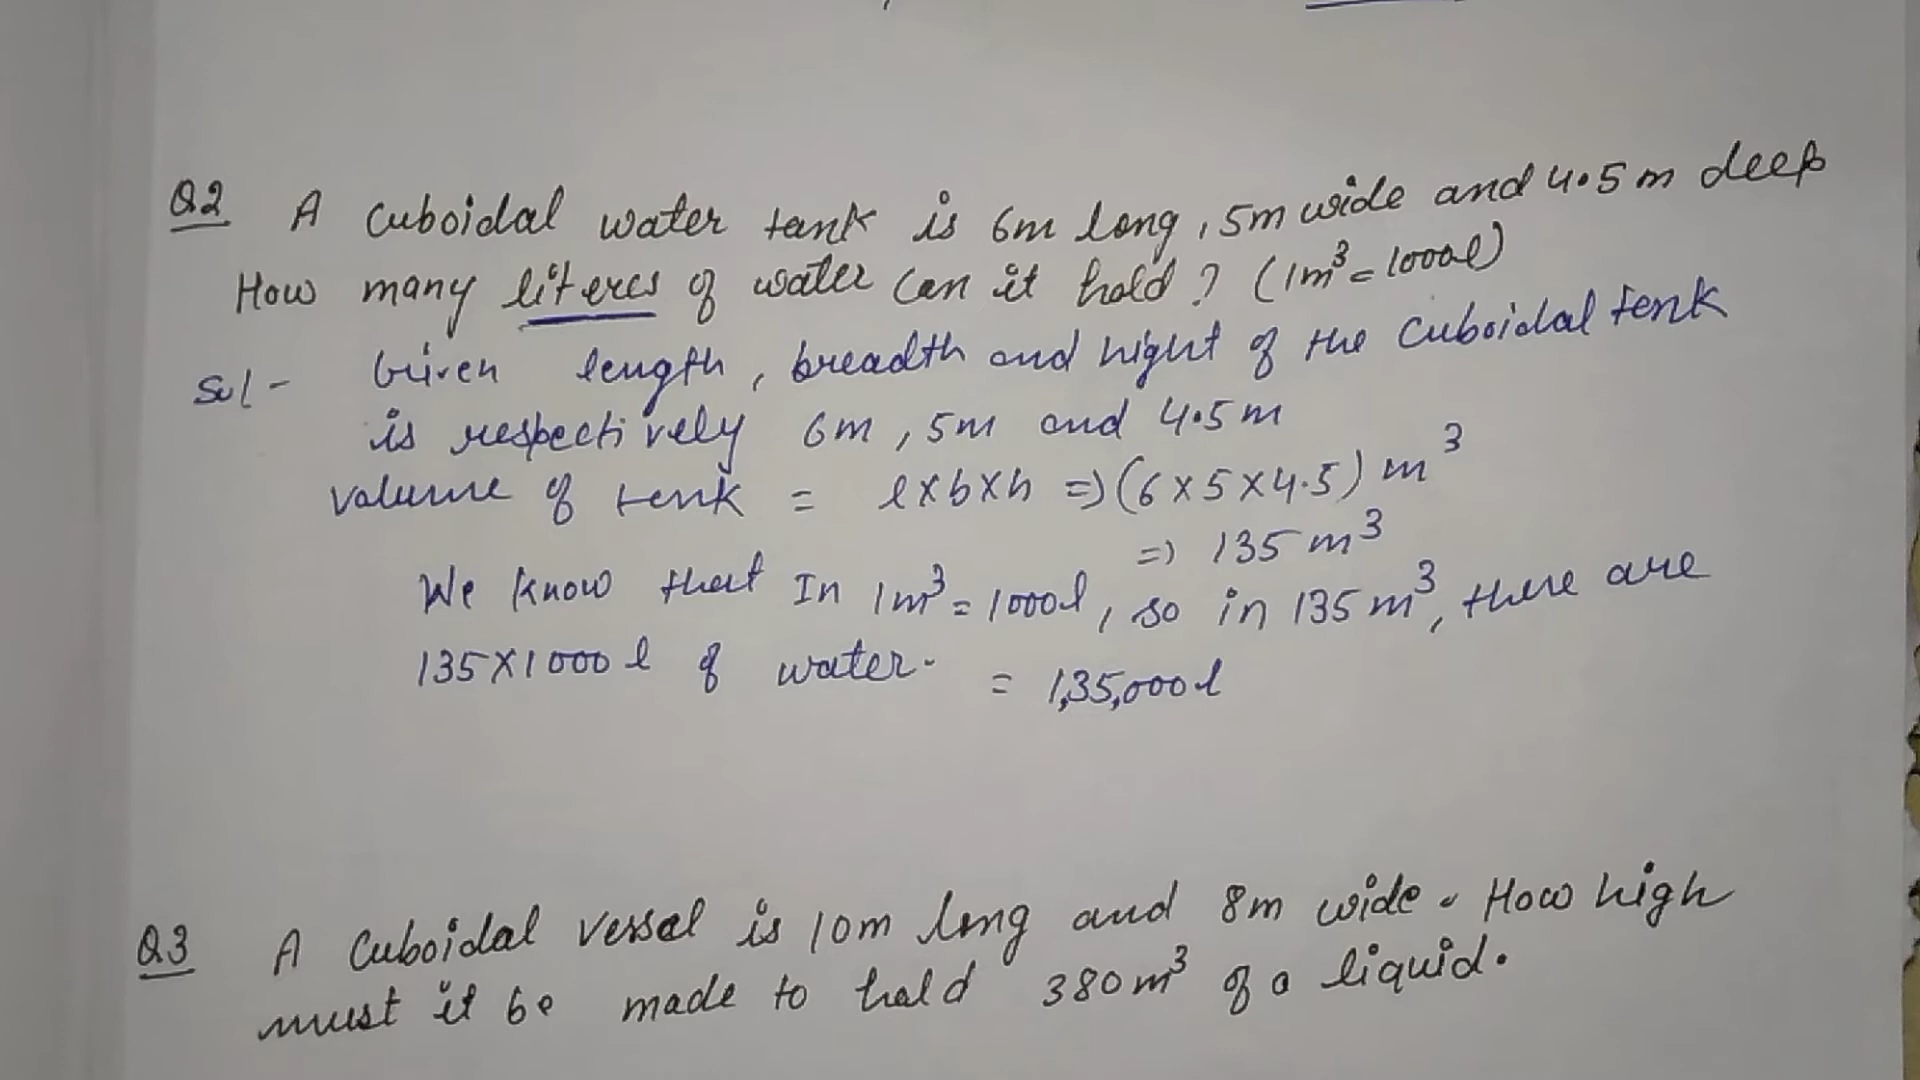 Q2 A Cuboidal water tank is 6m long, 5m wide and 4.5m deep
How many literes of water can it hold? (1m³ = 1000l)
Sol - Given length, breadth and hight of the Cuboidal tenk
is respectively 6m, 5m and 4.5m
volume of tenk = l×b×h => (6×5×4.5) m³
=> 135 m³
We know that In 1m³ = 1000l, so in 135m³, there are
135×1000 l of water. = 1,35,000l
Q3 A Cuboidal vessel is 10m long and 8m wide. How high
must it be made to hold 380m³ of a liquid.